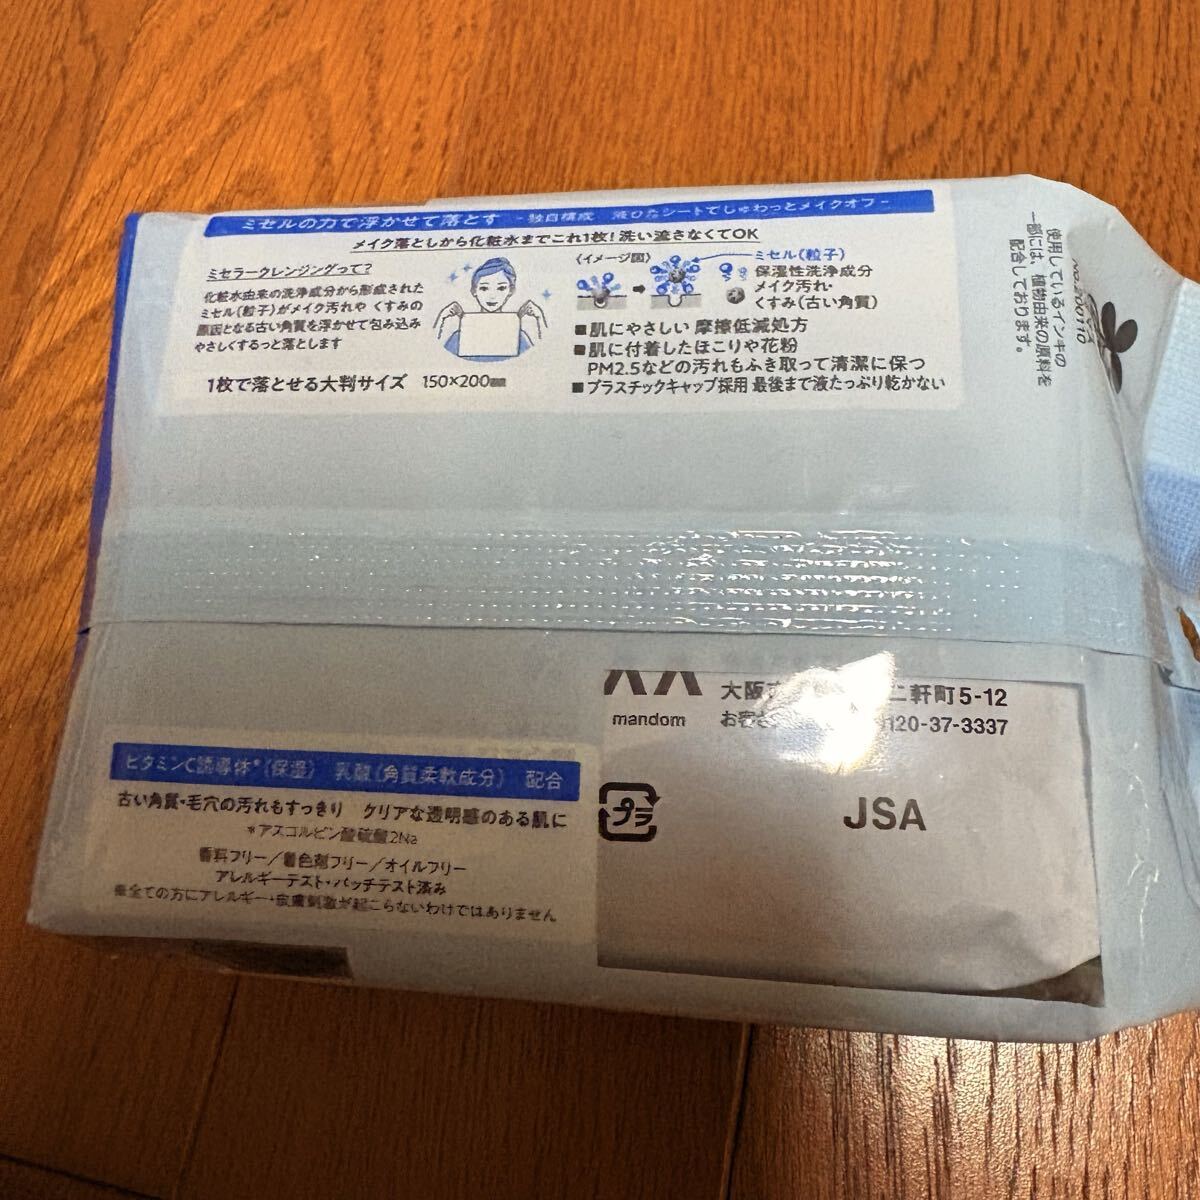 ミセルの力で浮かせて落とす -独自構成 液ひたシートでしゅわっとメイクオフ-
メイク落としから化粧水までこれ1枚!洗い流さなくてOK
ミセラークレンジングって?
化粧水由来の洗浄成分から形成された
ミセル(粒子)がメイク汚れや くすみの
原因となる古い角質を浮かせて包み込み
やさしくするっと落とします
1枚で落とせる大判サイズ 150×200㎜
〈イメージ図〉
ミセル(粒子)
保湿性洗浄成分
メイク汚れ・
くすみ(古い角質)
■肌にやさしい 摩擦低減処方
■肌に付着したほこりや花粉
PM2.5などの汚れもふき取って清潔に保つ
■プラスチックキャップ採用 最後まで液たっぷり乾かない
使用しているインキの
一部には、植物由来の原料を
配合しております。
NO.200110
mandom
大阪 二軒町5-12
お客さ 0120-37-3337
プラ
JSA
ビタミンC誘導体*(保湿) 乳酸(角質柔軟成分) 配合
古い角質・毛穴の汚れもすっきり クリアな透明感のある肌に
*アスコルビン酸硫酸2Na
香料フリー/着色剤フリー/オイルフリー
アレルギーテスト・パッチテスト済み
※全ての方にアレルギー・皮膚刺激が起こらないわけではありません